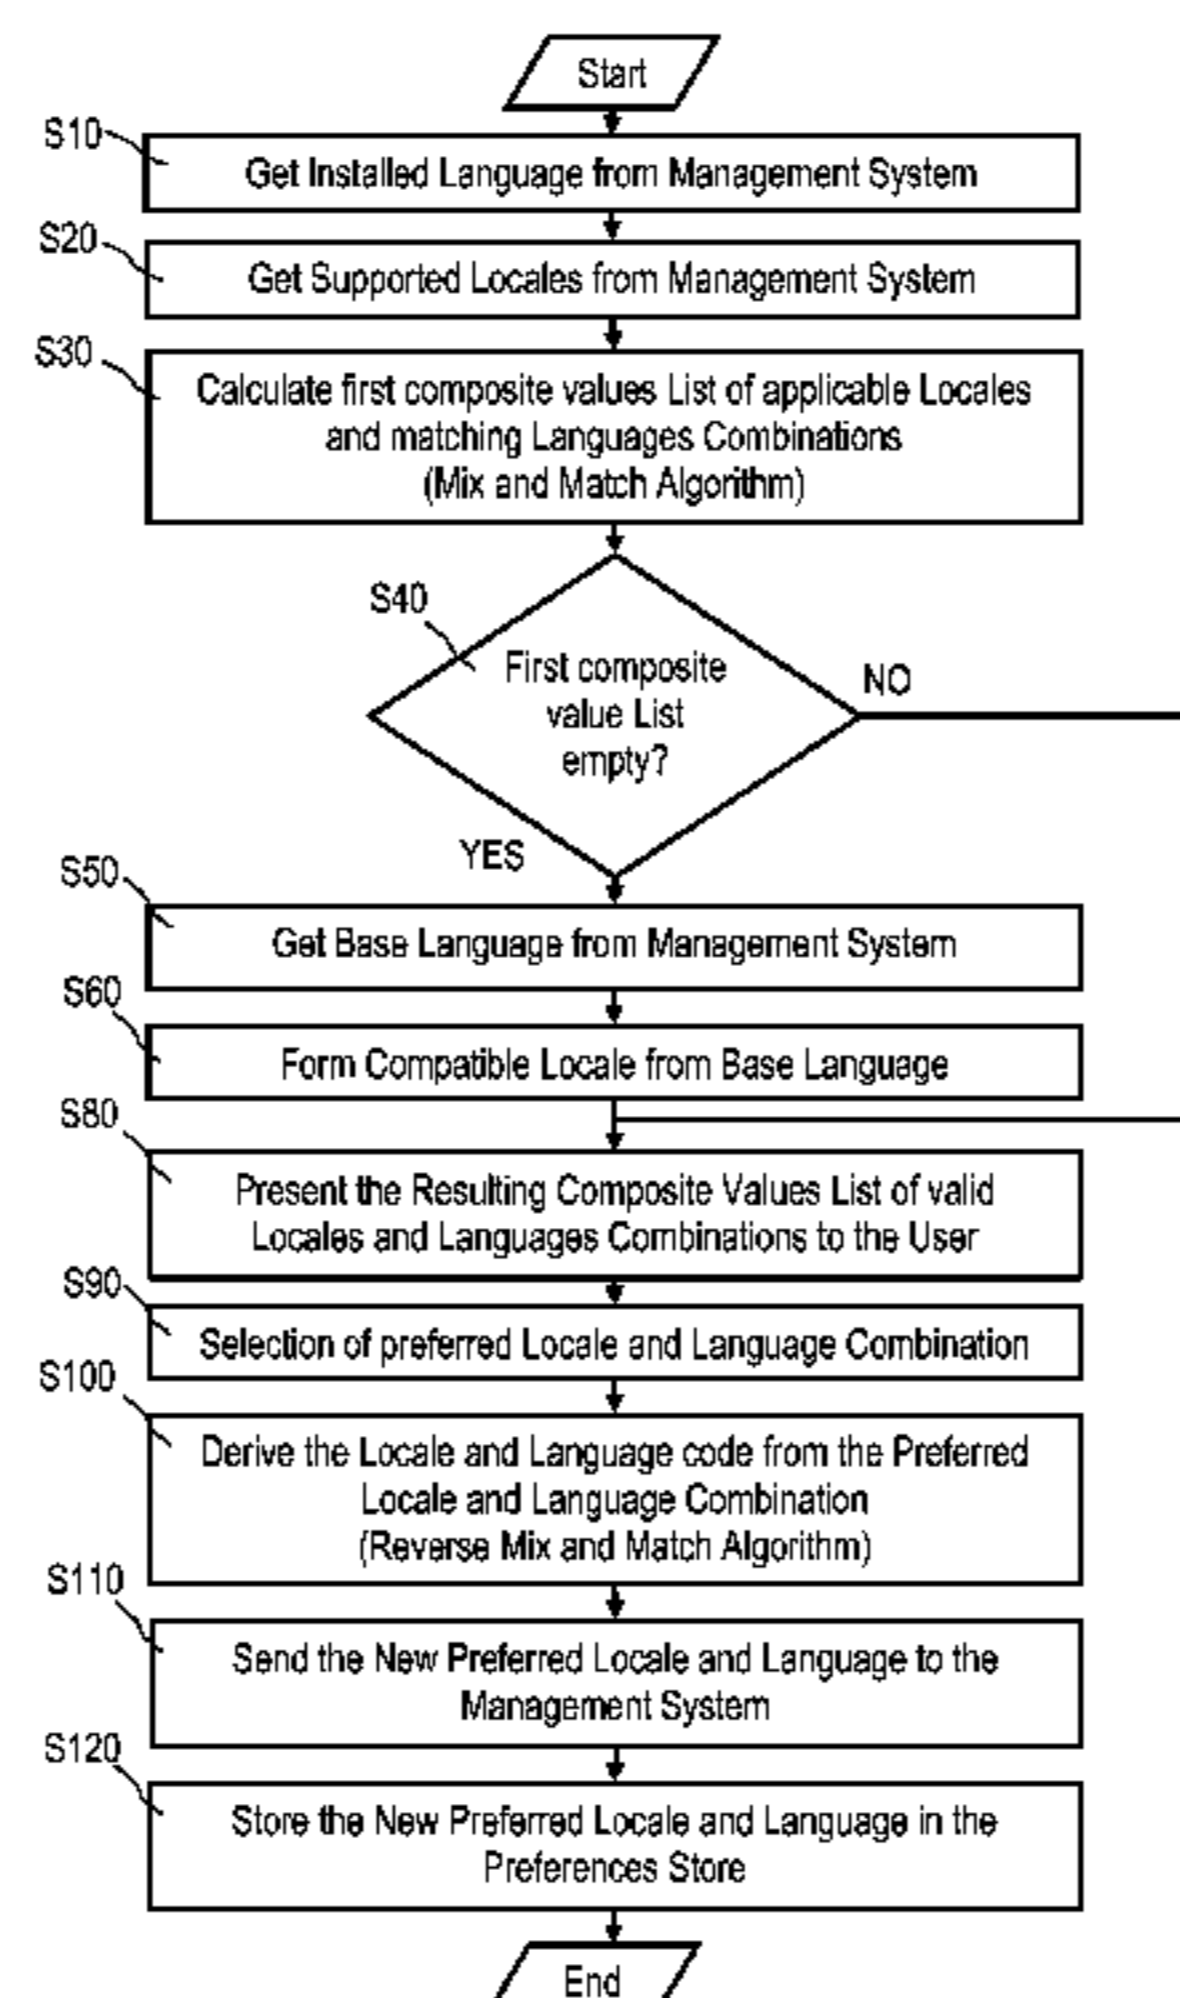 Start
S10
Get Installed Language from Management System
S20
Get Supported Locales from Management System
S30
Calculate first composite values List of applicable Locales
and matching Languages Combinations
(Mix and Match Algorithm)
S40
First composite
value List
empty?
NO
YES
S50
Get Base Language from Management System
S60
Form Compatible Locale from Base Language
S80
Present the Resulting Composite Values List of valid
Locales and Languages Combinations to the User
S90
Selection of preferred Locale and Language Combination
S100
Derive the Locale and Language code from the Preferred
Locale and Language Combination
(Reverse Mix and Match Algorithm)
S110
Send the New Preferred Locale and Language to the
Management System
S120
Store the New Preferred Locale and Language in the
Preferences Store
End